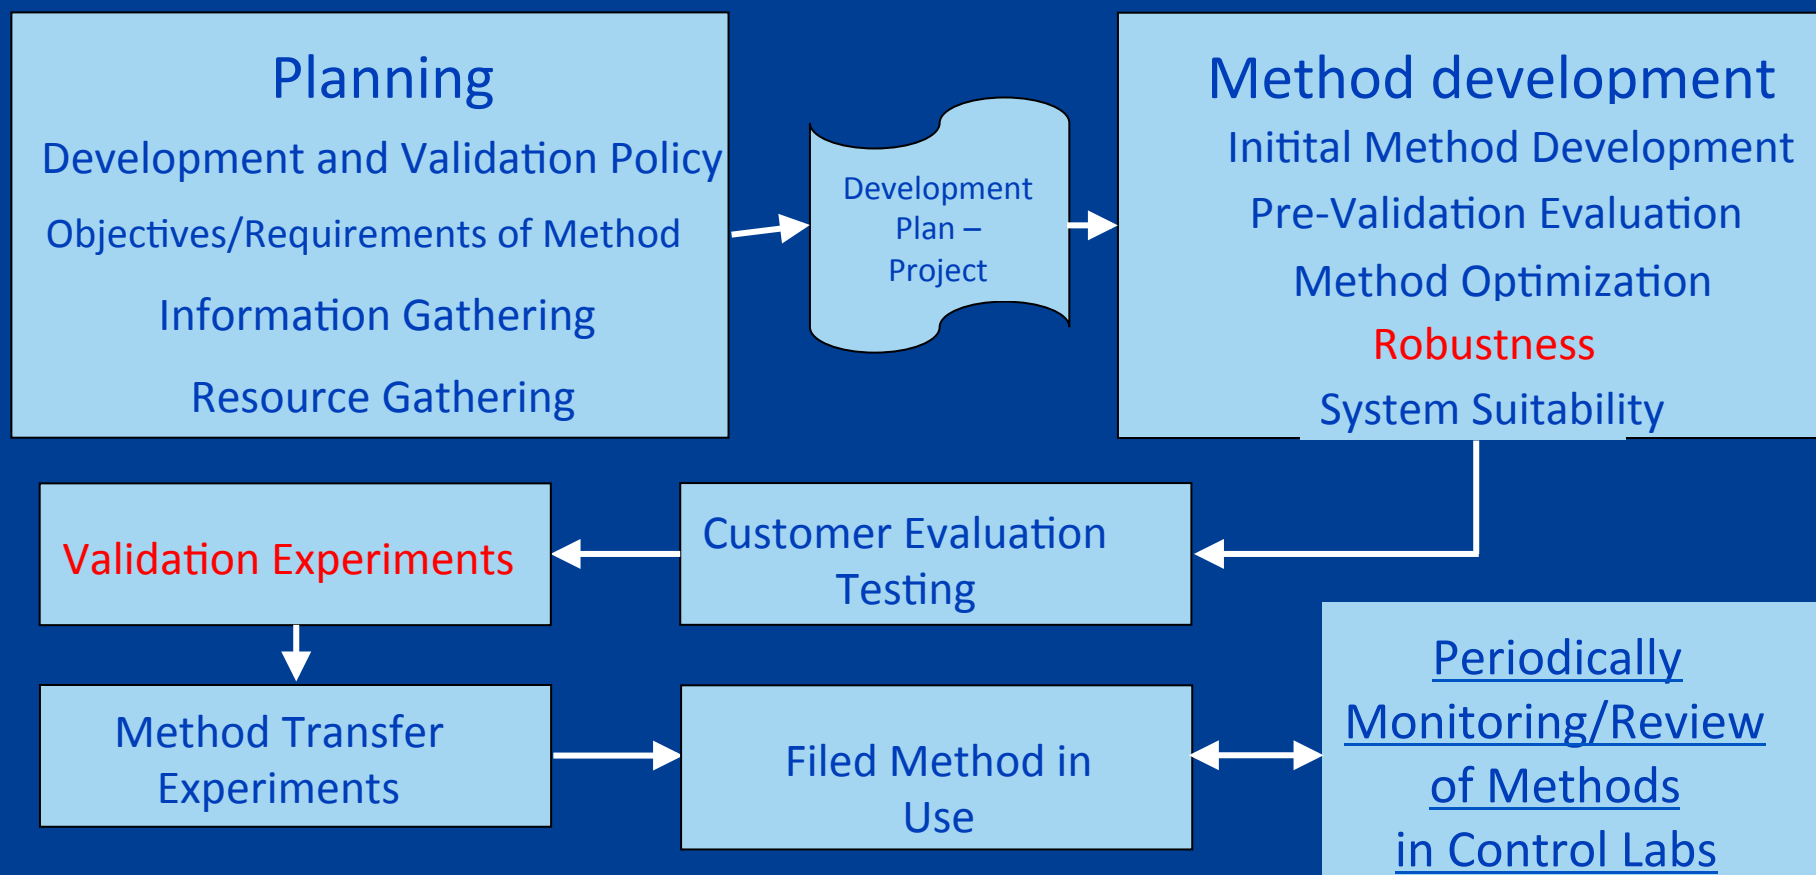 Planning
Development and Validation Policy
Objectives/Requirements of Method
Information Gathering
Resource Gathering
Development
Plan –
Project
Method development
Initital Method Development
Pre-Validation Evaluation
Method Optimization
Robustness
System Suitability
Customer Evaluation
Testing
Validation Experiments
Method Transfer
Experiments
Filed Method in
Use
Periodically
Monitoring/Review
of Methods
in Control Labs